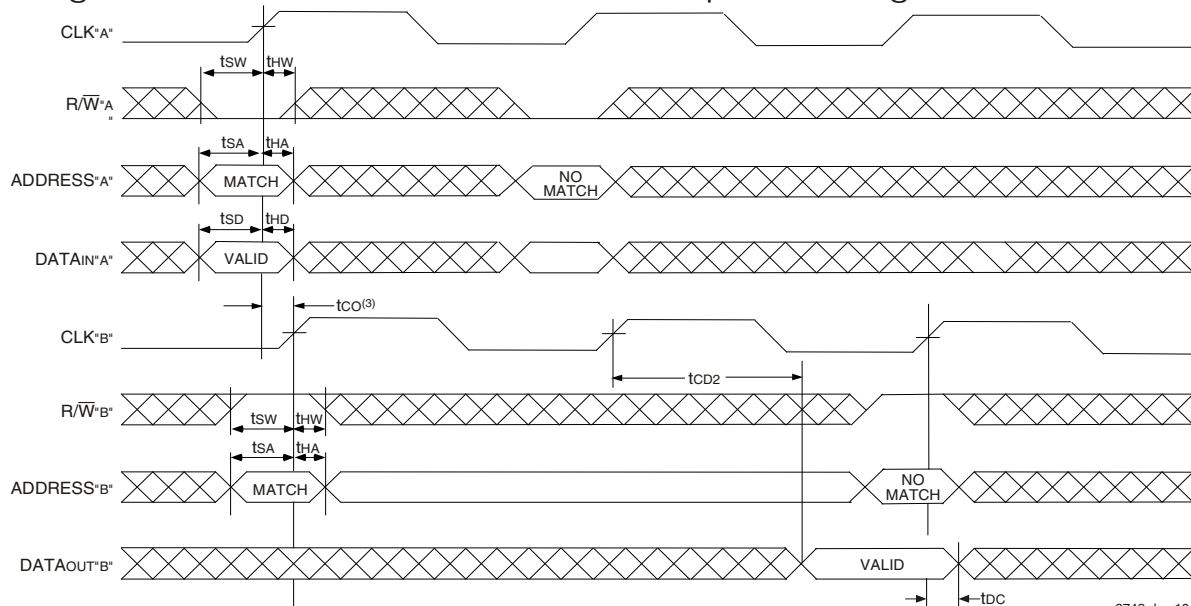 CLK"A"
tSW tHW
R/W"A
"
tSA tHA
ADDRESS"A" MATCH NO MATCH
tSD tHD
DATAIN"A" VALID
tCO(3)
CLK"B"
tCD2
R/W"B"
tSW tHW
tSA tHA
ADDRESS"B" MATCH NO MATCH
DATAOUT"B" VALID
tDC